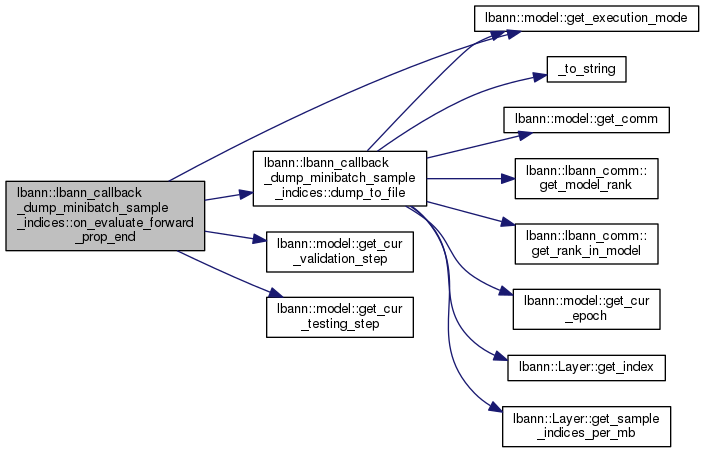 lbann::lbann_callback
_dump_minibatch_sample
_indices::on_evaluate_forward
_prop_end
lbann::lbann_callback
_dump_minibatch_sample
_indices::dump_to_file
lbann::model::get_cur
_validation_step
lbann::model::get_cur
_testing_step
lbann::model::get_execution_mode
_to_string
lbann::model::get_comm
lbann::lbann_comm::
get_model_rank
lbann::lbann_comm::
get_rank_in_model
lbann::model::get_cur
_epoch
lbann::Layer::get_index
lbann::Layer::get_sample
_indices_per_mb